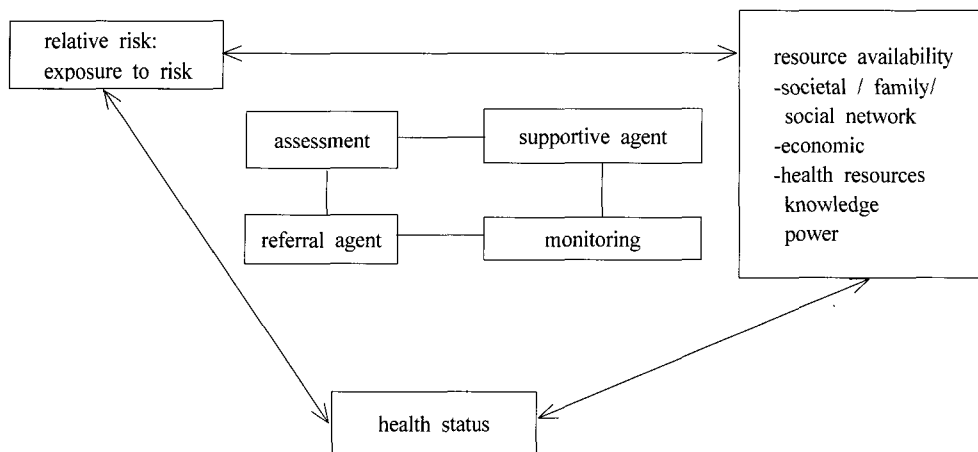 relative risk:
exposure to risk
resource availability
-societal / family/
social network
-economic
-health resources
knowledge
power
assessment
supportive agent
referral agent
monitoring
health status